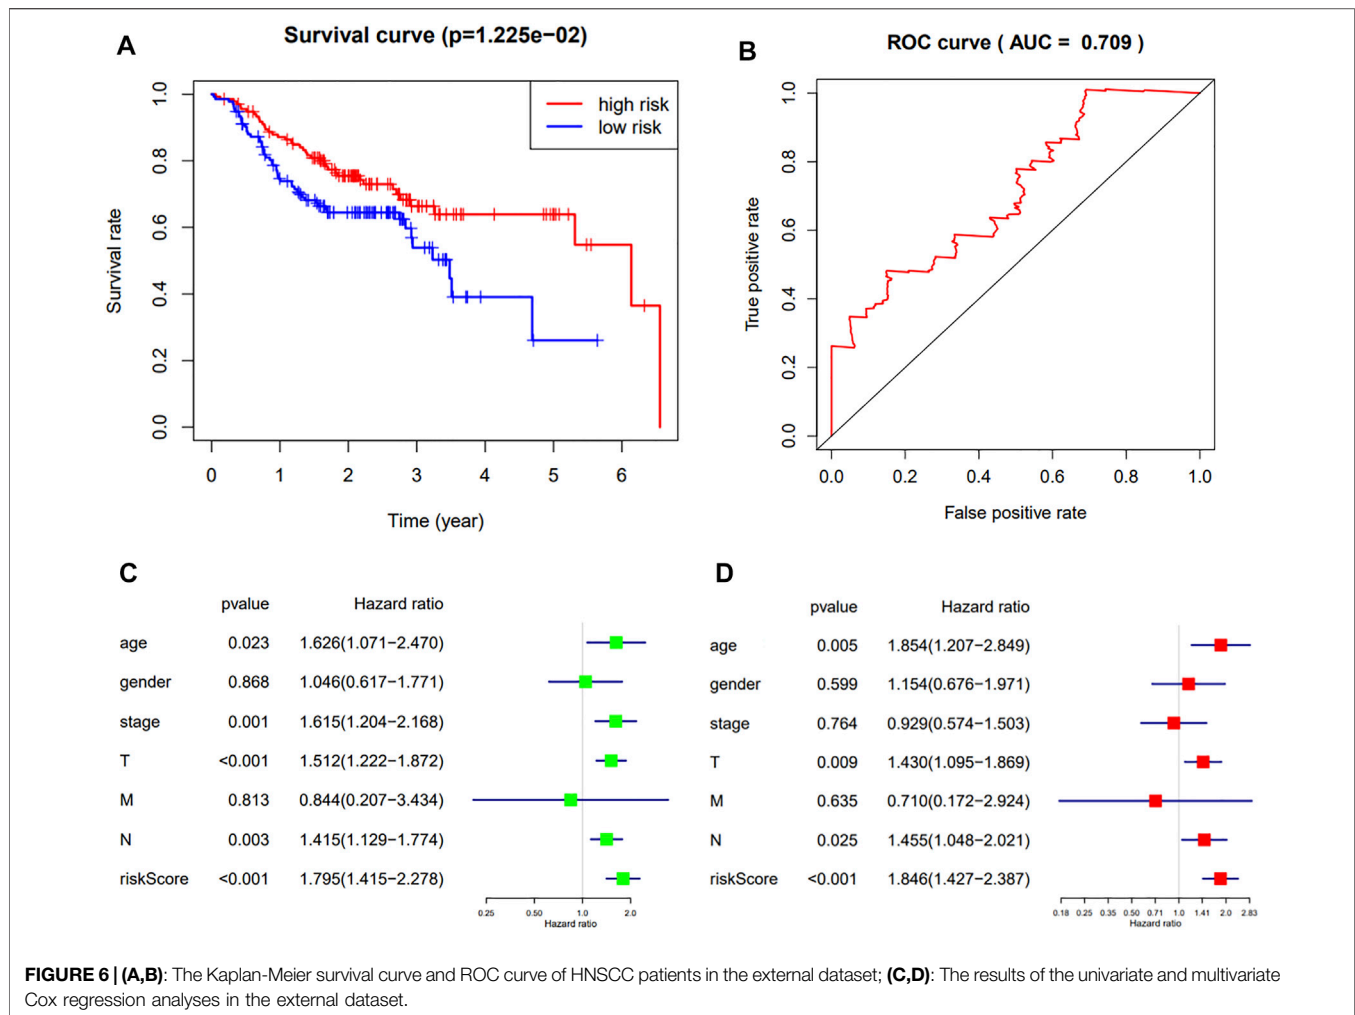 A
Survival curve (p=1.225e−02)
high risk
low risk
Survival rate
0.0
0.2
0.4
0.6
0.8
1.0
0 1 2 3 4 5 6
Time (year)
B
ROC curve ( AUC = 0.709 )
True positive rate
0.0
0.2
0.4
0.6
0.8
1.0
0.0 0.2 0.4 0.6 0.8 1.0
False positive rate
C
pvalue Hazard ratio
age 0.023 1.626(1.071−2.470)
gender 0.868 1.046(0.617−1.771)
stage 0.001 1.615(1.204−2.168)
T <0.001 1.512(1.222−1.872)
M 0.813 0.844(0.207−3.434)
N 0.003 1.415(1.129−1.774)
riskScore <0.001 1.795(1.415−2.278)
0.25 0.50 1.0 2.0
Hazard ratio
D
pvalue Hazard ratio
age 0.005 1.854(1.207−2.849)
gender 0.599 1.154(0.676−1.971)
stage 0.764 0.929(0.574−1.503)
T 0.009 1.430(1.095−1.869)
M 0.635 0.710(0.172−2.924)
N 0.025 1.455(1.048−2.021)
riskScore <0.001 1.846(1.427−2.387)
0.18 0.25 0.35 0.50 0.71 1.0 1.41 2.0 2.83
Hazard ratio
FIGURE 6 | (A,B): The Kaplan-Meier survival curve and ROC curve of HNSCC patients in the external dataset; (C,D): The results of the univariate and multivariate
Cox regression analyses in the external dataset.